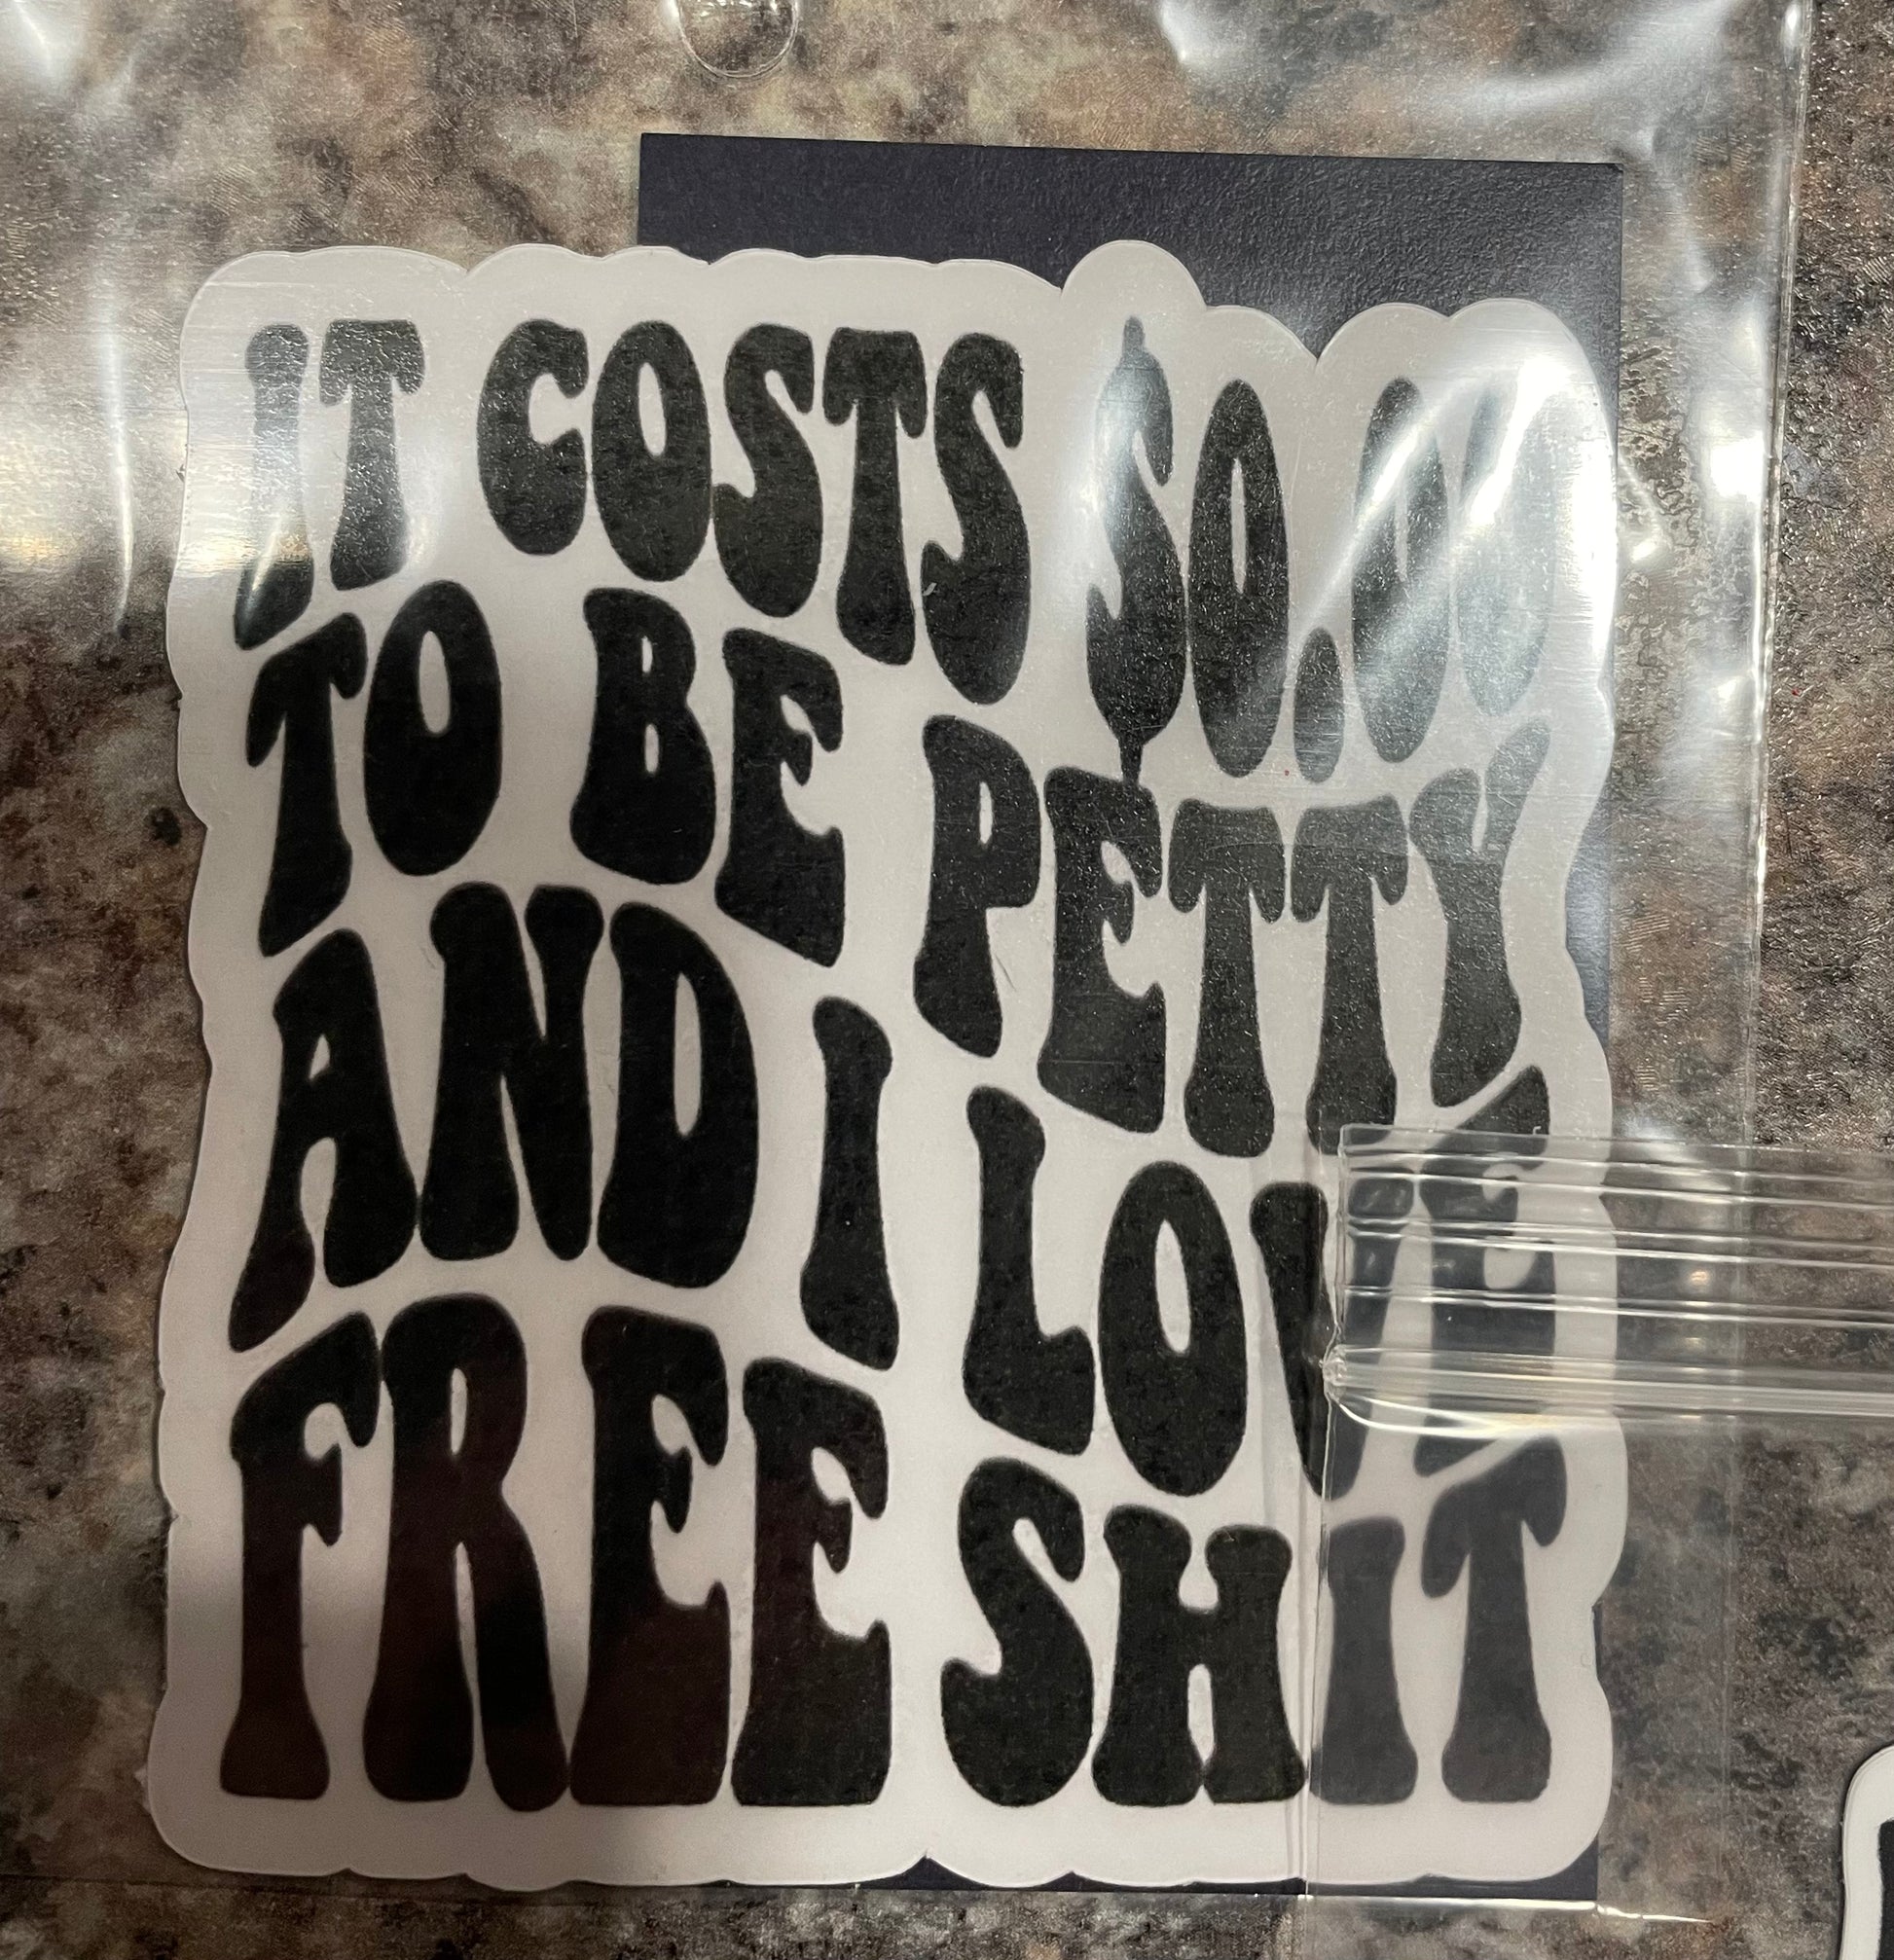 IT COSTS $0.00
TO BE PETTY
AND I LOVE
FREE SHIT